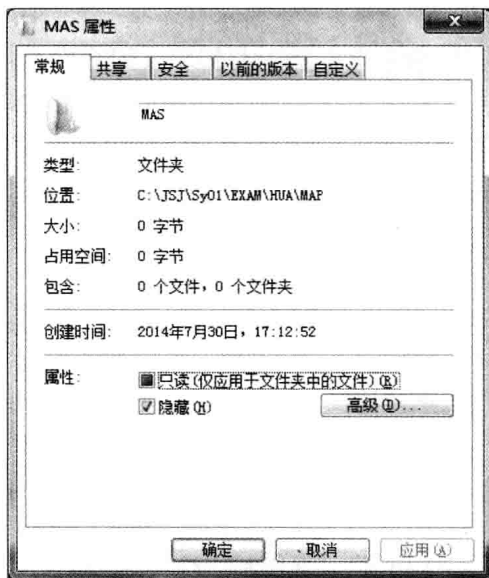 MAS 属性
常规 共享 安全 以前的版本 自定义
MAS
类型: 文件夹
位置: C:\JSJ\Sy01\EXAM\HUA\MAP
大小: 0 字节
占用空间: 0 字节
包含: 0 个文件，0 个文件夹
创建时间: 2014年7月30日，17:12:52
属性: 只读(仅应用于文件夹中的文件)(R)
隐藏(H) 高级(D)...
确定 取消 应用(A)